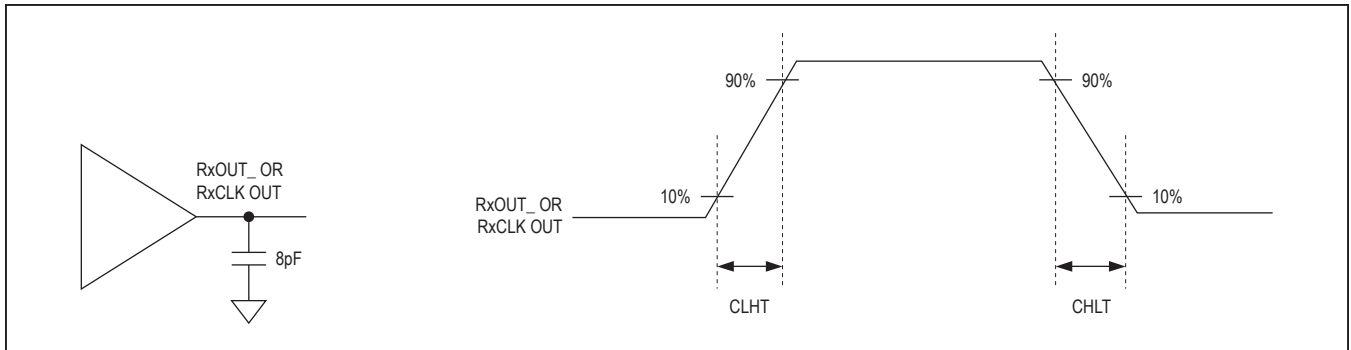 RxOUT_ OR
RxCLK OUT
8pF
RxOUT_ OR
RxCLK OUT
90%
10%
90%
10%
CLHT
CHLT